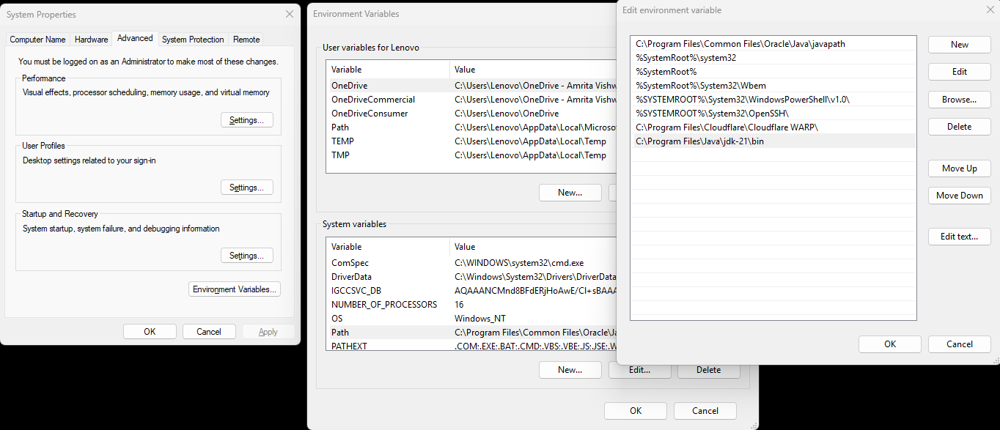 System Properties
Computer Name
Hardware
Advanced
System Protection
Remote
You must be logged on as an Administrator to make most of these changes.
Performance
Visual effects, processor scheduling, memory usage, and virtual memory
Settings...
User Profiles
Desktop settings related to your sign-in
Settings...
Startup and Recovery
System startup, system failure, and debugging information
Settings...
Environment Variables...
OK
Cancel
Apply
Environment Variables
User variables for Lenovo
Variable Value
OneDrive C:\Users\Lenovo\OneDrive - Amrita Vishw
OneDriveCommercial C:\Users\Lenovo\OneDrive - Amrita Vishw
OneDriveConsumer C:\Users\Lenovo\OneDrive
Path C:\Users\Lenovo\AppData\Local\Microso
TEMP C:\Users\Lenovo\AppData\Local\Temp
TMP C:\Users\Lenovo\AppData\Local\Temp
New...
System variables
Variable Value
ComSpec C:\WINDOWS\system32\cmd.exe
DriverData C:\Windows\System32\Drivers\DriverData
IGCCSVC_DB
NUMBER_OF_PROCESSORS 16
OS Windows_NT
Path C:\Program Files\Common Files\Oracle\Ja
PATHEXT .COM;.EXE;.BAT;.CMD;.VBS;.VBE;.JS;.JSE;.W
New...
Edit...
Delete
OK
Cancel
Edit environment variable
C:\Program Files\Common Files\Oracle\Java\javapath
%SystemRoot%\system32
%SystemRoot%
%SystemRoot%\System32\Wbem
%SYSTEMROOT%\System32\WindowsPowerShell\v1.0\
%SYSTEMROOT%\System32\OpenSSH\
C:\Program Files\Cloudflare\Cloudflare WARP\
C:\Program Files\Java\jdk-21\bin
New
Edit
Browse...
Delete
Move Up
Move Down
Edit text...
OK
Cancel